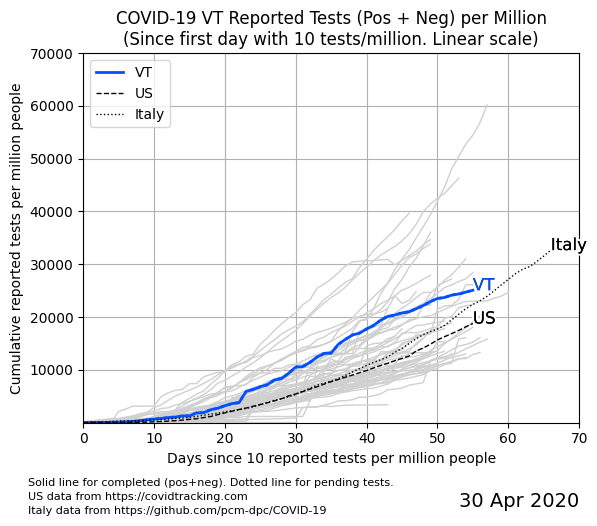 COVID-19 VT Reported Tests (Pos + Neg) per Million
(Since first day with 10 tests/million. Linear scale)
Cumulative reported tests per million people
70000
60000
50000
40000
30000
20000
10000
VT
US
Italy
Italy
VT
US
0 10 20 30 40 50 60 70
Days since 10 reported tests per million people
Solid line for completed (pos+neg). Dotted line for pending tests.
US data from https://covidtracking.com
Italy data from https://github.com/pcm-dpc/COVID-19
30 Apr 2020